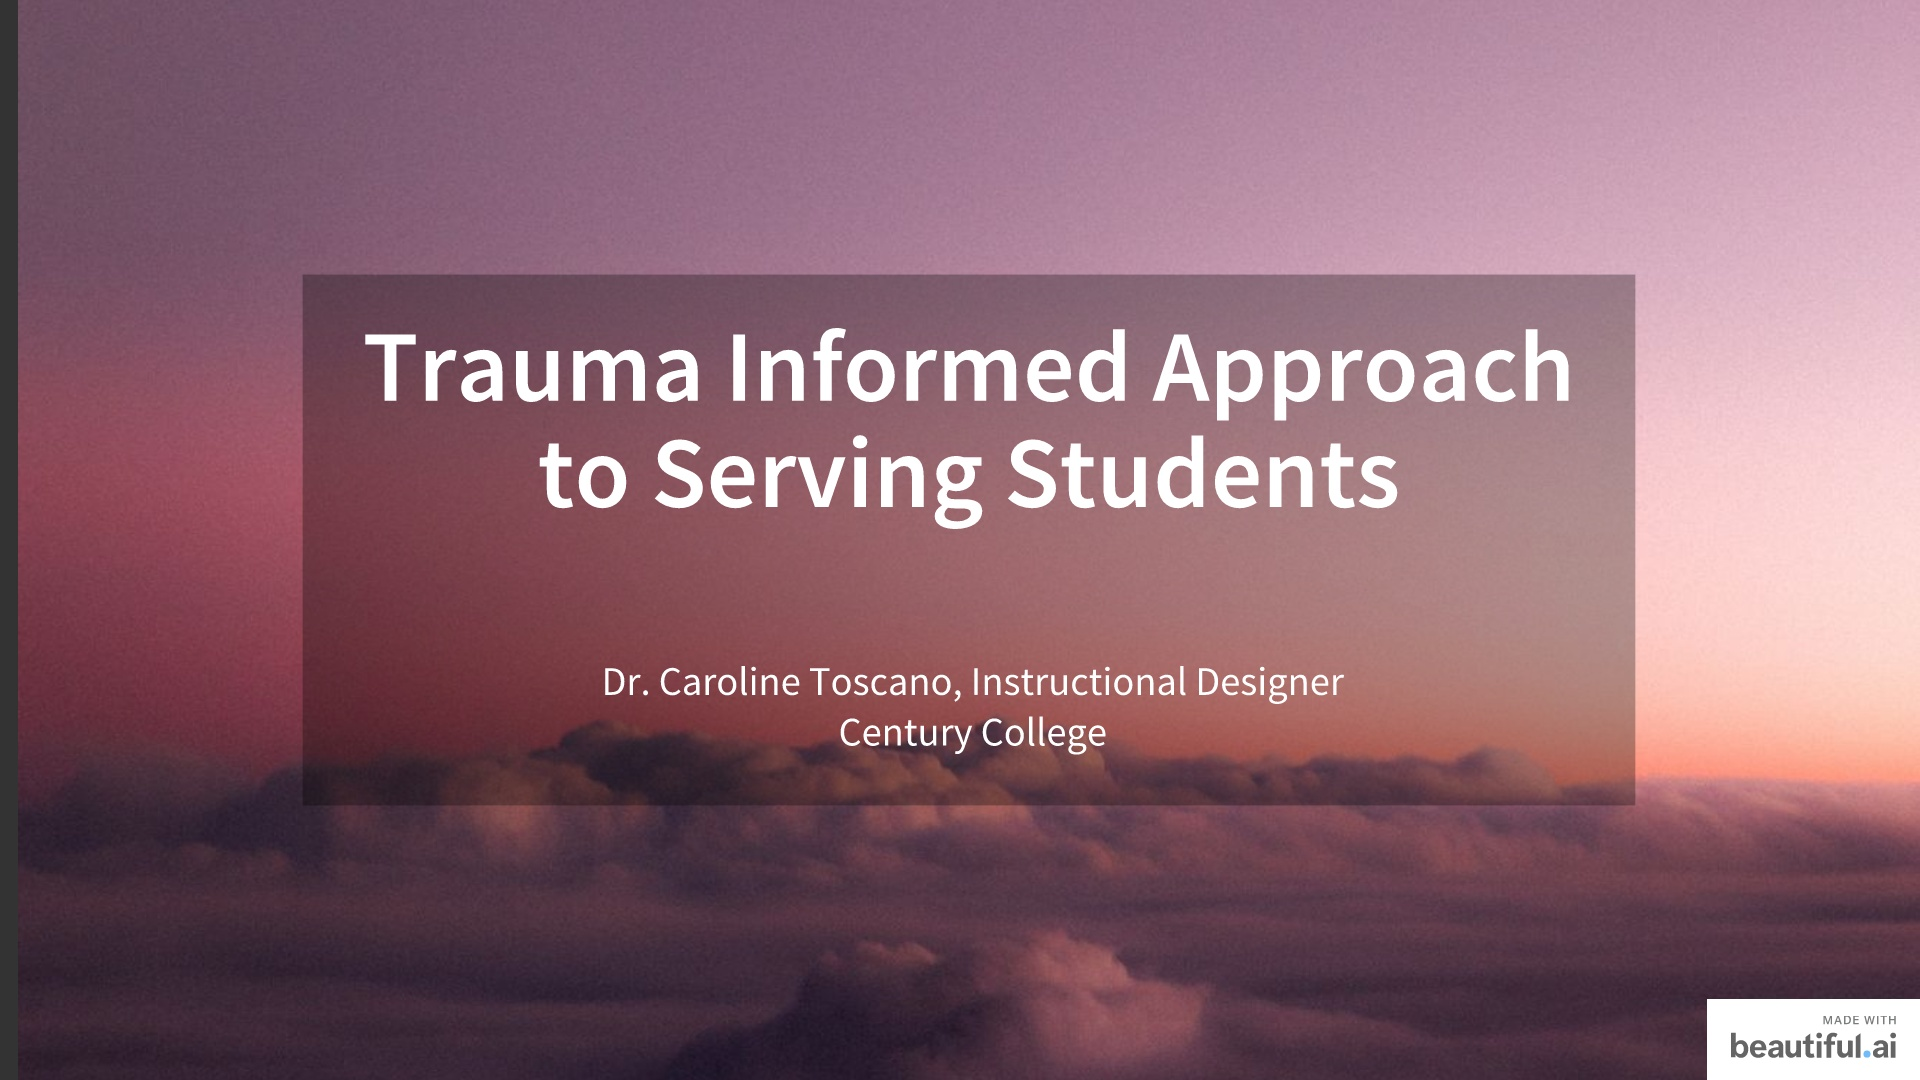 Trauma Informed Approach
to Serving Students
Dr. Caroline Toscano, Instructional Designer
Century College
MADE WITH
beautiful.ai